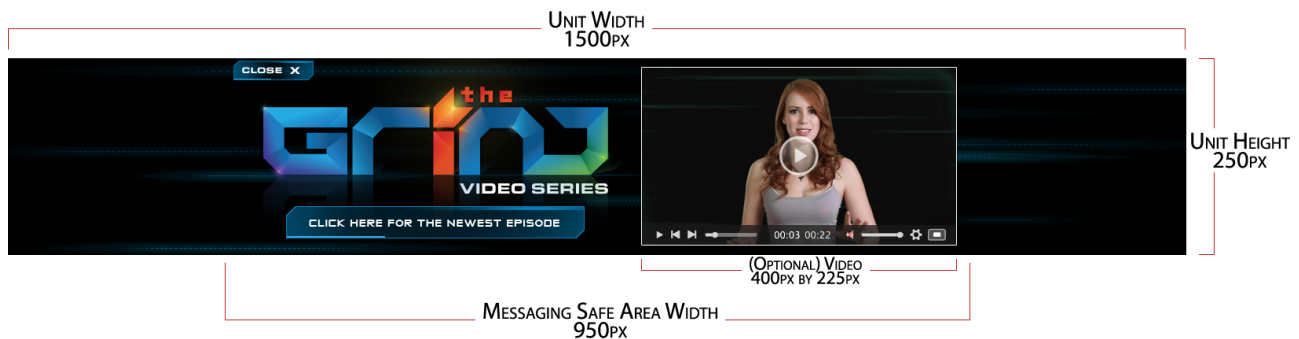 Unit Width
1500px
CLOSE X
the
Grind
VIDEO SERIES
CLICK HERE FOR THE NEWEST EPISODE
00:03 00:22
Unit Height
250px
(Optional) Video
400px by 225px
Messaging Safe Area Width
950px